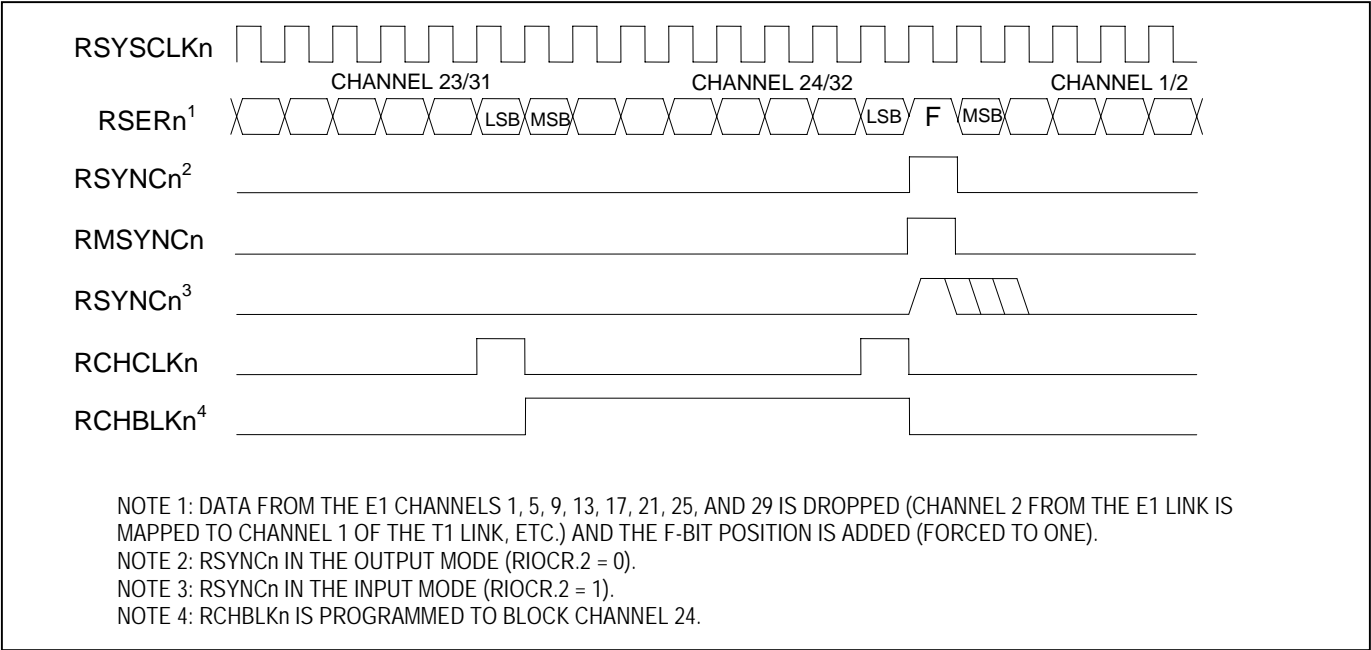 RSYSCLKn
CHANNEL 23/31 CHANNEL 24/32 CHANNEL 1/2
RSERn1 LSB MSB LSB F MSB
RSYNCn2
RMSYNCn
RSYNCn3
RCHCLKn
RCHBLKn4
NOTE 1: DATA FROM THE E1 CHANNELS 1, 5, 9, 13, 17, 21, 25, AND 29 IS DROPPED (CHANNEL 2 FROM THE E1 LINK IS
MAPPED TO CHANNEL 1 OF THE T1 LINK, ETC.) AND THE F-BIT POSITION IS ADDED (FORCED TO ONE).
NOTE 2: RSYNCn IN THE OUTPUT MODE (RIOCR.2 = 0).
NOTE 3: RSYNCn IN THE INPUT MODE (RIOCR.2 = 1).
NOTE 4: RCHBLKn IS PROGRAMMED TO BLOCK CHANNEL 24.